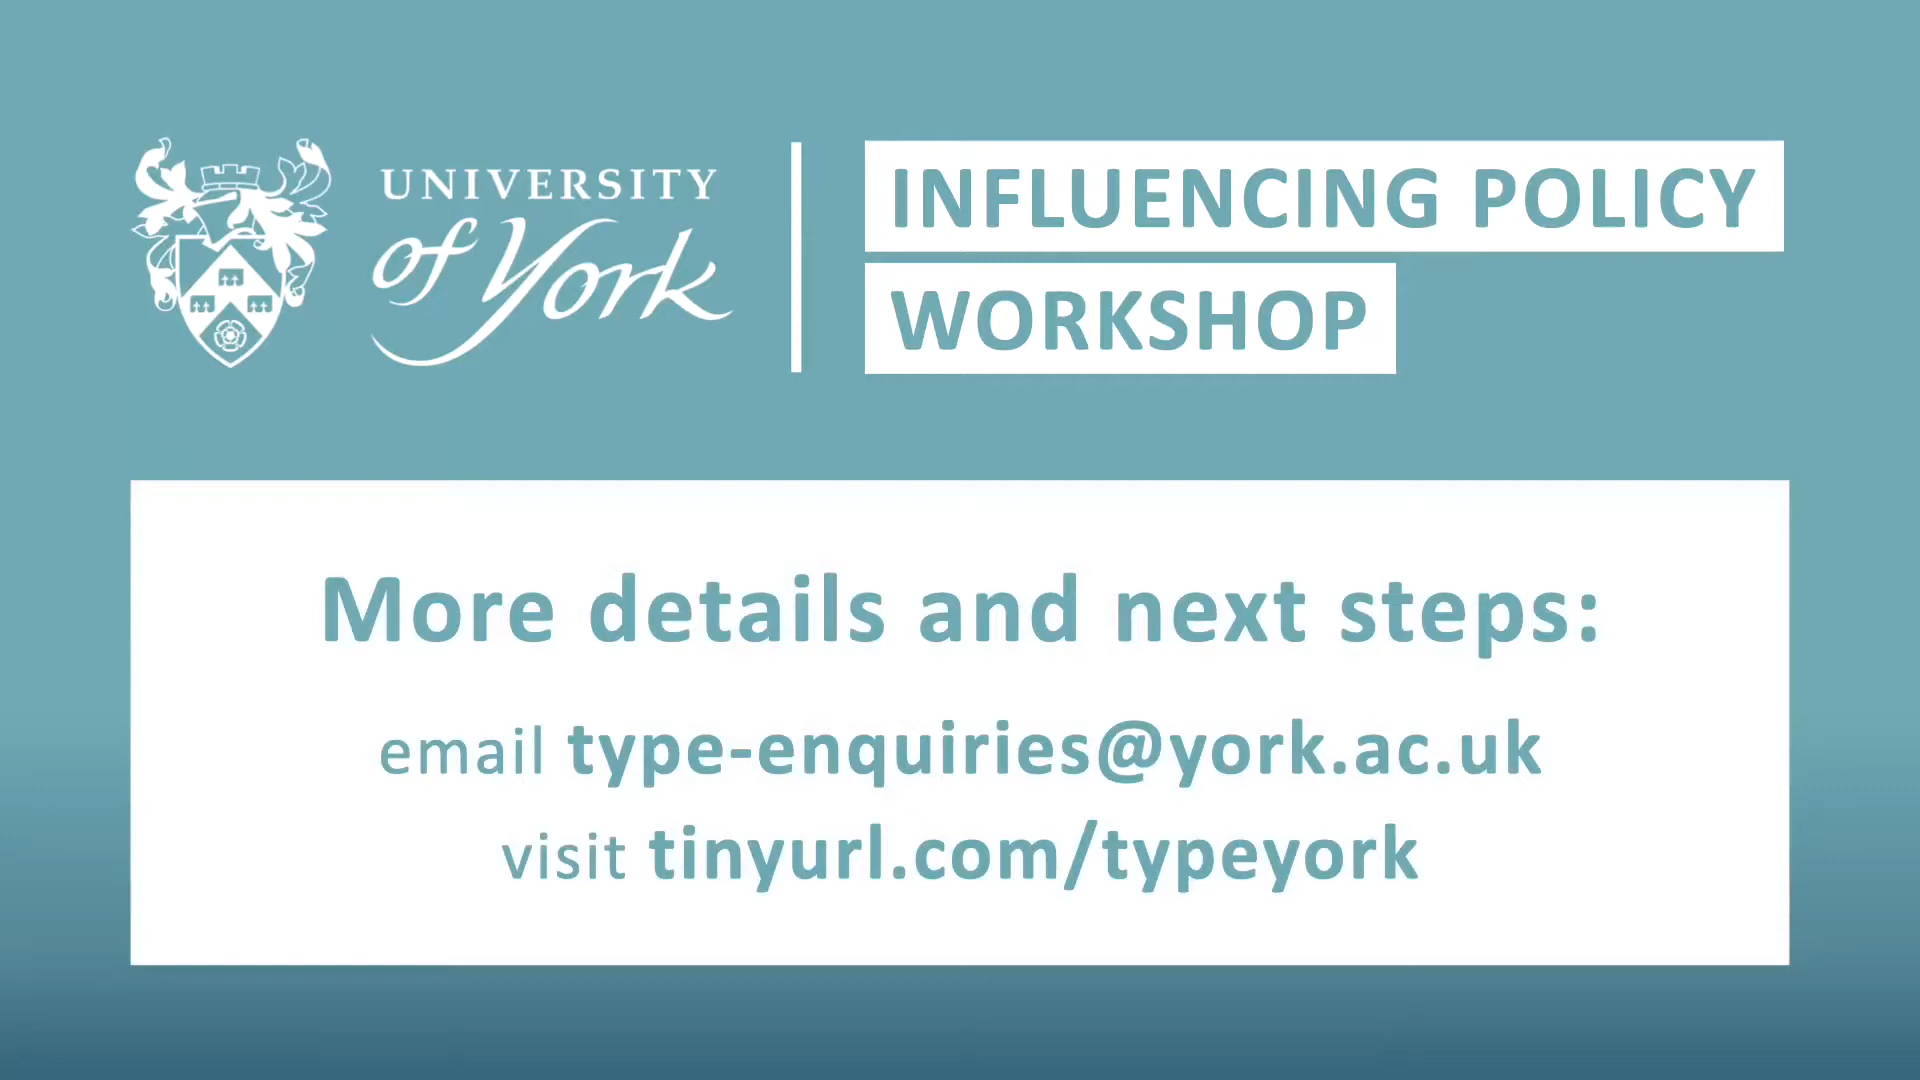 UNIVERSITY
of York
INFLUENCING POLICY
WORKSHOP
More details and next steps:
email type-enquiries@york.ac.uk
visit tinyurl.com/typeyork